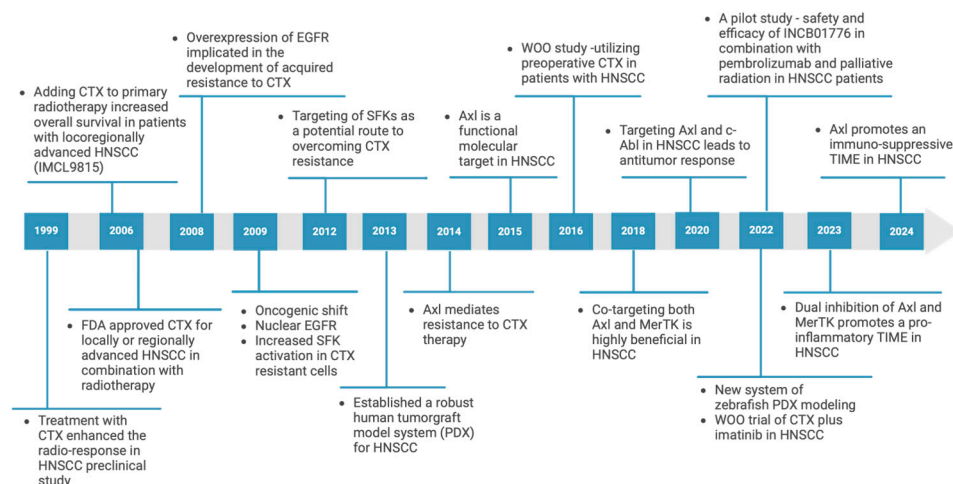 • Adding CTX to primary
radiotherapy increased
overall survival in patients
with locoregionally
advanced HNSCC
(IMCL9815)
• Overexpression of EGFR
implicated in the
development of acquired
resistance to CTX
• Targeting of SFKs as
a potential route to
overcoming CTX
resistance
• Axl is a
functional
molecular
target in HNSCC
• WOO study -utilizing
preoperative CTX in
patients with HNSCC
• Targeting Axl and c-
Abl in HNSCC leads to
antitumor response
• A pilot study - safety and
efficacy of INCB01776 in
combination with
pembrolizumab and palliative
radiation in HNSCC patients
• Axl promotes an
immuno-suppressive
TIME in HNSCC
1999 2006 2008 2009 2012 2013 2014 2015 2016 2018 2020 2022 2023 2024
• Treatment with
CTX enhanced the
radio-response in
HNSCC preclinical
study
• FDA approved CTX for
locally or regionally
advanced HNSCC in
combination with
radiotherapy
• Oncogenic shift
• Nuclear EGFR
• Increased SFK
activation in CTX
resistant cells
• Established a robust
human tumorgraft
model system (PDX)
for HNSCC
• Axl mediates
resistance to CTX
therapy
• Co-targeting both
Axl and MerTK is
highly beneficial in
HNSCC
• New system of
zebrafish PDX modeling
• WOO trial of CTX plus
imatinib in HNSCC
• Dual inhibition of Axl and
MerTK promotes a pro-
inflammatory TIME in
HNSCC